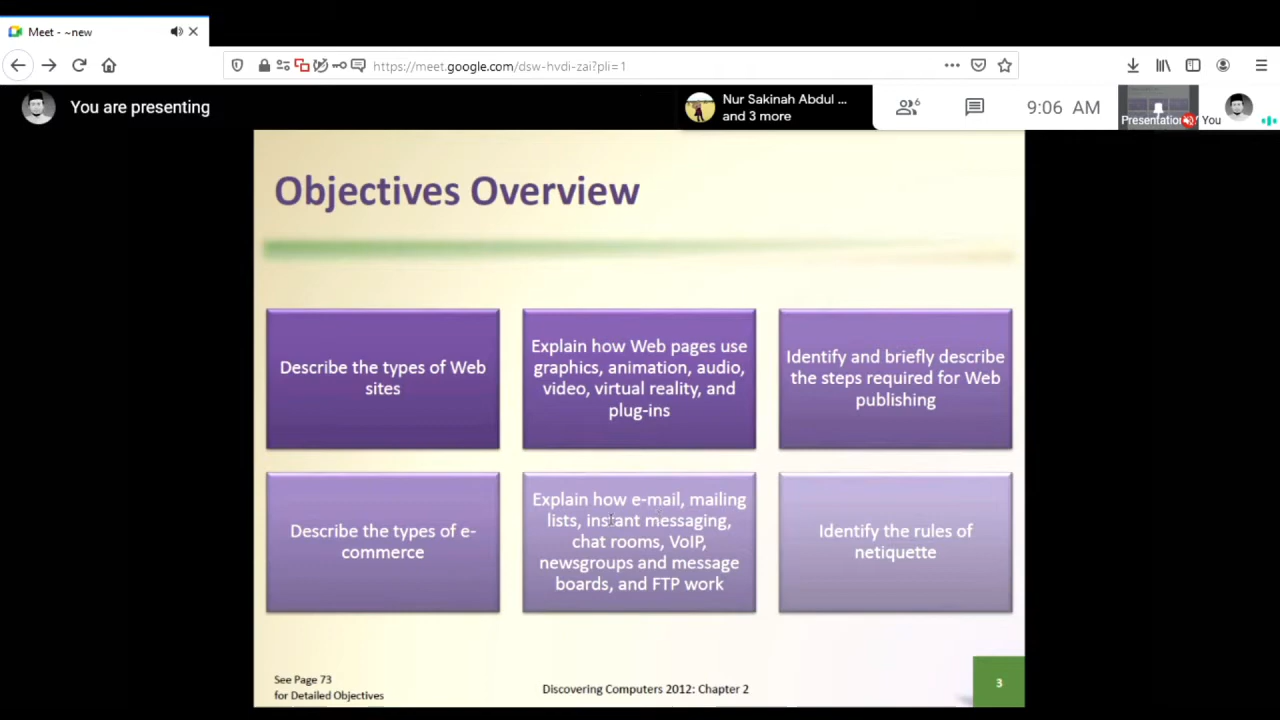 Meet - ~new
https://meet.google.com/dsw-hvdi-zai?pli=1
You are presenting
Nur Sakinah Abdul ...
and 3 more
6
9:06 AM
Presentation
You
Objectives Overview
Describe the types of Web
sites
Explain how Web pages use
graphics, animation, audio,
video, virtual reality, and
plug-ins
Identify and briefly describe
the steps required for Web
publishing
Describe the types of e-
commerce
Explain how e-mail, mailing
lists, instant messaging,
chat rooms, VoIP,
newsgroups and message
boards, and FTP work
Identify the rules of
netiquette
See Page 73
for Detailed Objectives
Discovering Computers 2012: Chapter 2
3